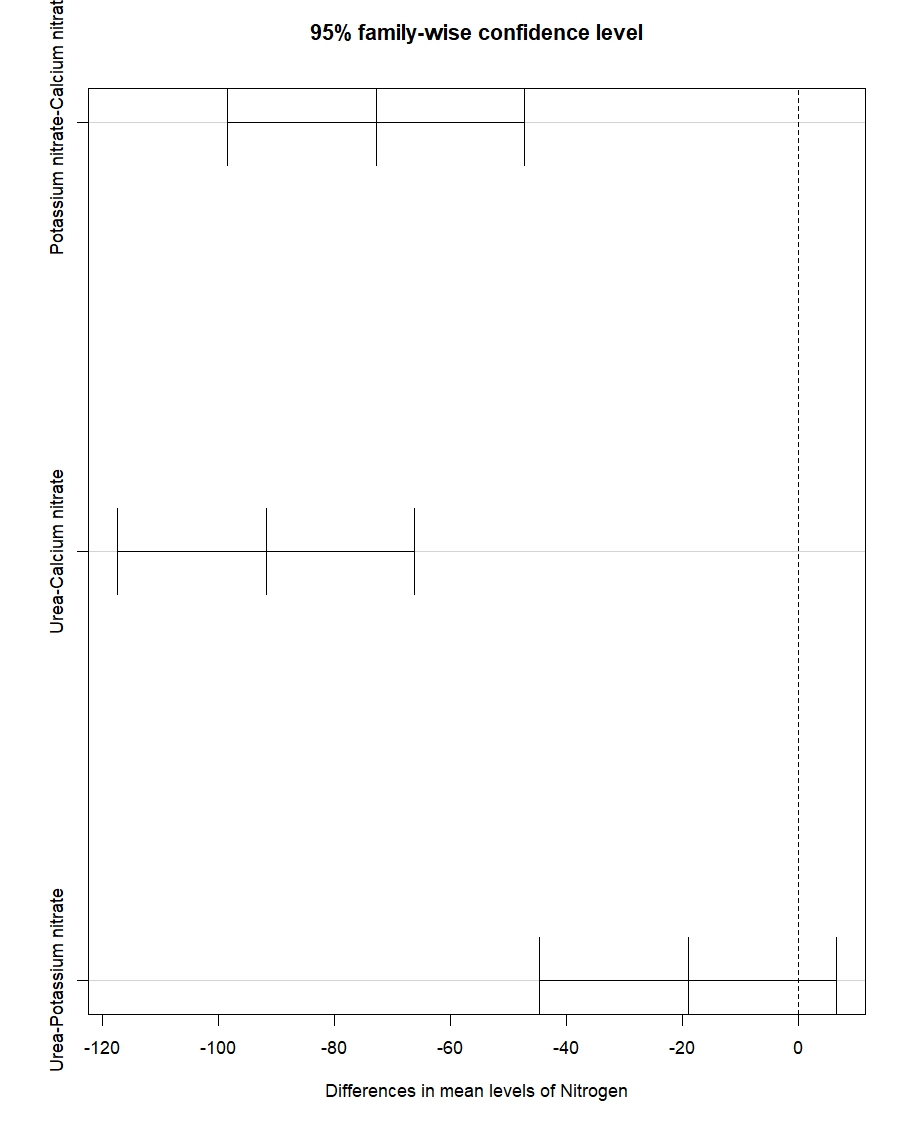 95% family-wise confidence level
Potassium nitrate-Calcium nitrat
Urea-Calcium nitrate
Urea-Potassium nitrate
-120 -100 -80 -60 -40 -20 0
Differences in mean levels of Nitrogen